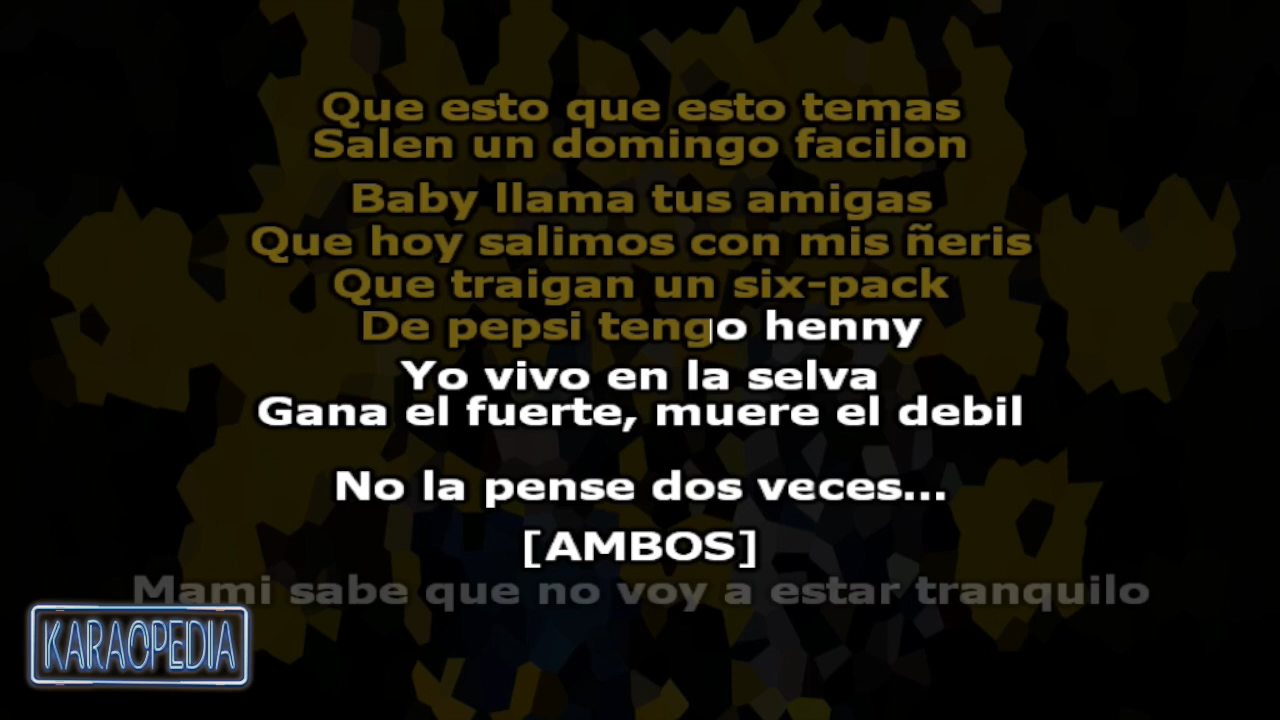 Que esto que esto temas
Salen un domingo facilon
Baby llama tus amigas
Que hoy salimos con mis ñeris
Que traigan un six-pack
De pepsi tengo henny
Yo vivo en la selva
Gana el fuerte, muere el debil
No la pense dos veces...
[AMBOS]
Mami sabe que no voy a estar tranquilo
KARAOPEDIA